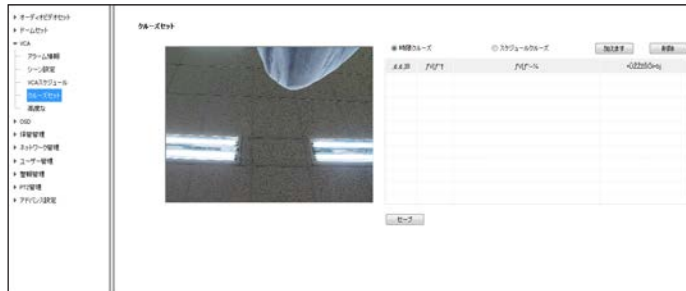 オーディオビデオセット
ドームセット
VCA
アラーム情報
シーン設定
VCAスケジュール
クルーズセット
高度な
OSD
保管管理
ネットワーク管理
ユーザー管理
警報管理
PTZ管理
アドバンス設定
クルーズセット
時限クルーズ
スケジュールクルーズ
加えます
削除
セーブ